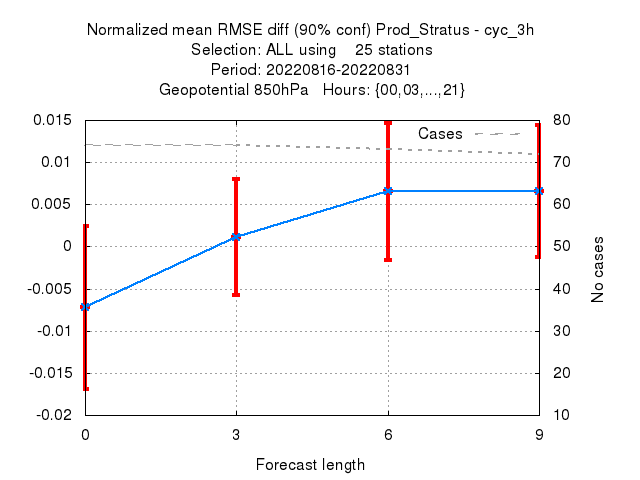 Normalized mean RMSE diff (90% conf) Prod_Stratus - cyc_3h
Selection: ALL using    25 stations
Period: 20220816-20220831
Geopotential 850hPa   Hours: {00,03,...,21}
Cases
0.015
0.01
0.005
0
-0.005
-0.01
-0.015
-0.02
80
70
60
50
40
30
20
10
No cases
0 3 6 9
Forecast length